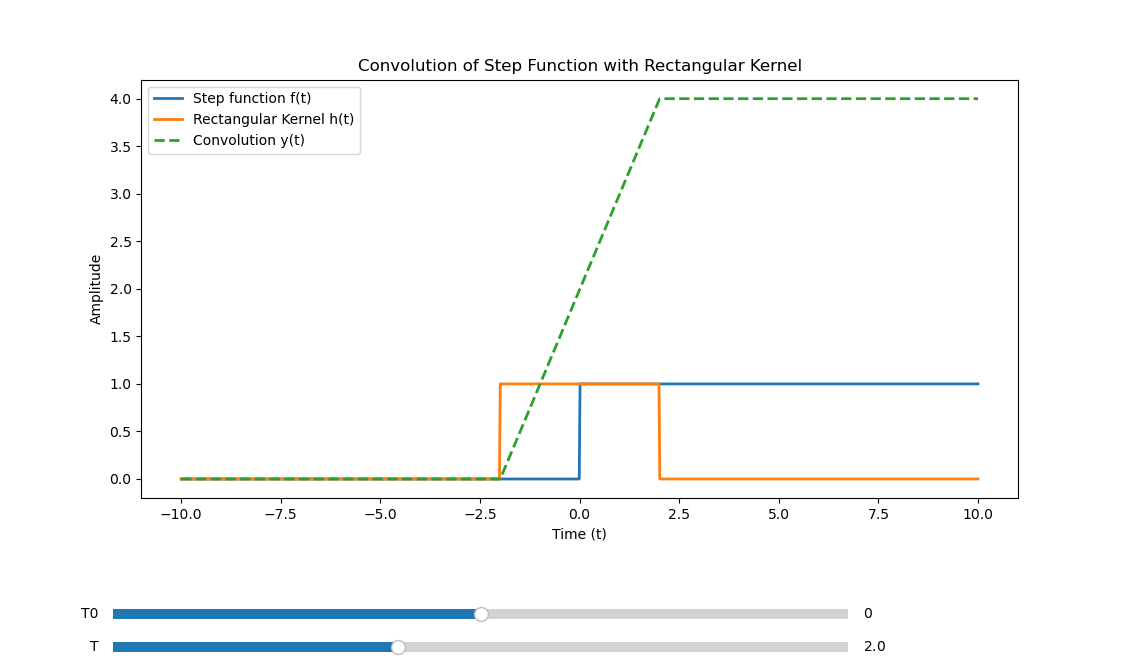 Convolution of Step Function with Rectangular Kernel
Step function f(t)
Rectangular Kernel h(t)
Convolution y(t)
Amplitude
4.0
3.5
3.0
2.5
2.0
1.5
1.0
0.5
0.0
−10.0 −7.5 −5.0 −2.5 0.0 2.5 5.0 7.5 10.0
Time (t)
T0 0
T 2.0